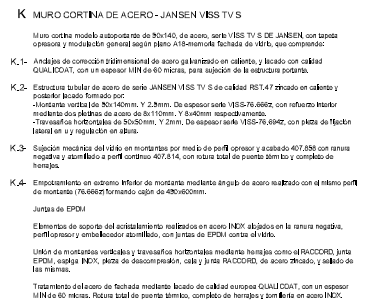 K MURO CORTINA DE ACERO - JANSEN VISS TV S
Muro cortina modelo autoportante de 50x140, de acero, serie VISS TV S DE JANSEN, con tapeta
opresora y modulación general según plano A18-memoria fachada de vidrio, que comprende:
K.1- Anclajes de corrección tridimensional de acero galvanizado en caliente, y lacado con calidad
QUALICOAT, con un espesor MIN de 60 micras, para sujeción de la estructura portante.
K.2- Estructura tubular de acero de serie JANSEN VISS TV S de calidad RST.47 zincado en caliente y
posterior lacado formado por:
-Montante vertical de 50x140mm. Y 2.5mm. De espesor serie VISS-76.666z, con refuerzo interior
mediante dos pletinas de acero de 8x110mm. Y 8x40mm respectivamente.
-Travesaños horizontales de 50x50mm. Y 2mm. De espesor serie VISS-76.694z, con pieza de fijación
lateral en u y regulación en altura.
K.3- Sujeción mecánica del vidrio en montantes por medio de perfil opresor y acabado 407.858 con ranura
negativa y atornillado a perfil continuo 407.814, con rotura total de puente térmico y completo de
herrajes.
K.4- Empotramiento en extremo inferior de montante mediante ángulo de acero realizado con el mismo perfil
de montante (76.666z) formando cajón de 490x600mm.
Juntas de EPDM
Elementos de soporte del acristalamiento realizados en acero INOX alojados en la ranura negativa,
perfil opresor y embellecedor atornillado, con juntas de EPDM contra el vidrio.
Unión de montantes verticales y travesaños horizontales mediante herrajes como el RACCORD, junta
EPDM, espiga INOX, pieza de descompresión, cala y junta RACCORD, de acero zincado, y sellado de
las mismas.
Tratamiento del acero de fachada mediante lacado de calidad europea QUALICOAT, con un espesor
MIN de 60 micras. Rotura total de puente térmico, completo de herrajes y tornillería en acero INOX.